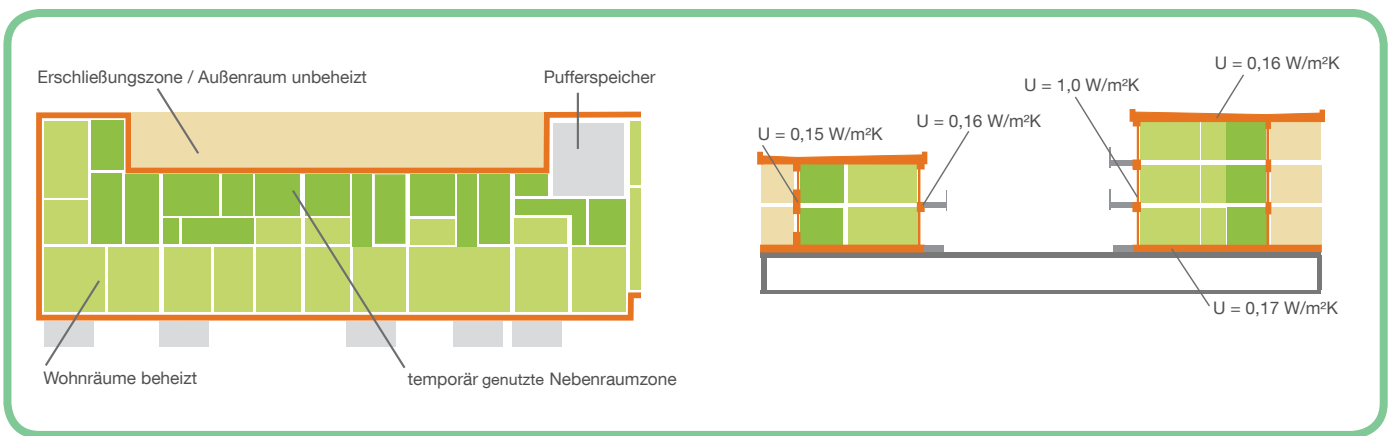 Erschließungszone / Außenraum unbeheizt
Pufferspeicher
Wohnräume beheizt
temporär genutzte Nebenraumzone
U = 0,16 W/m²K
U = 1,0 W/m²K
U = 0,16 W/m²K
U = 0,15 W/m²K
U = 0,17 W/m²K